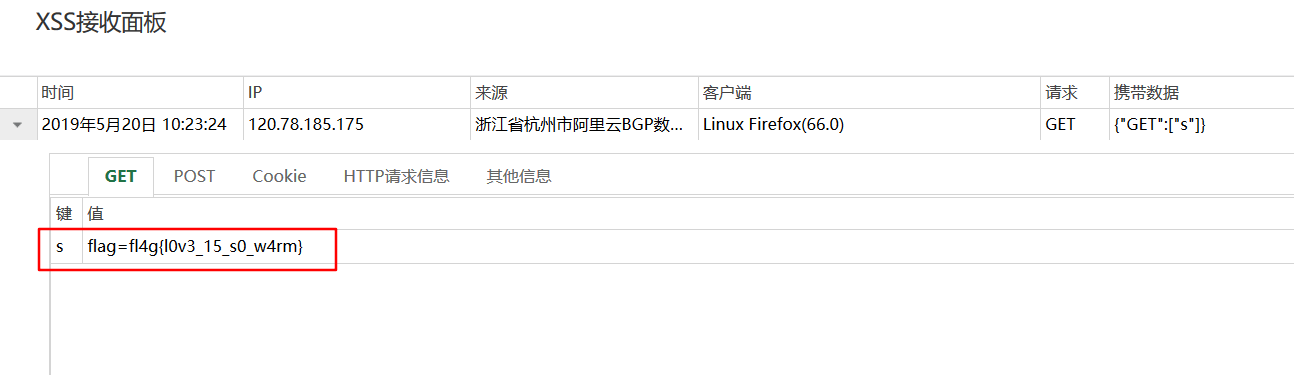 XSS接收面板
时间 IP 来源 客户端 请求 携带数据
2019年5月20日 10:23:24 120.78.185.175 浙江省杭州市阿里云BGP数... Linux Firefox(66.0) GET {"GET":["s"]}
GET POST Cookie HTTP请求信息 其他信息
键 值
s flag=fl4g{l0v3_15_s0_w4rm}